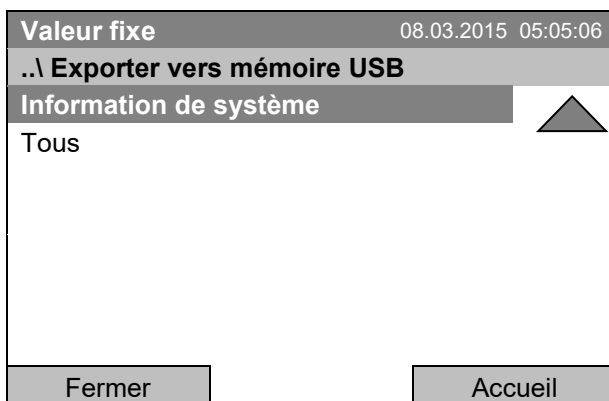 Valeur fixe 08.03.2015 05:05:06
..\ Exporter vers mémoire USB
Information de système
Tous
Fermer Accueil